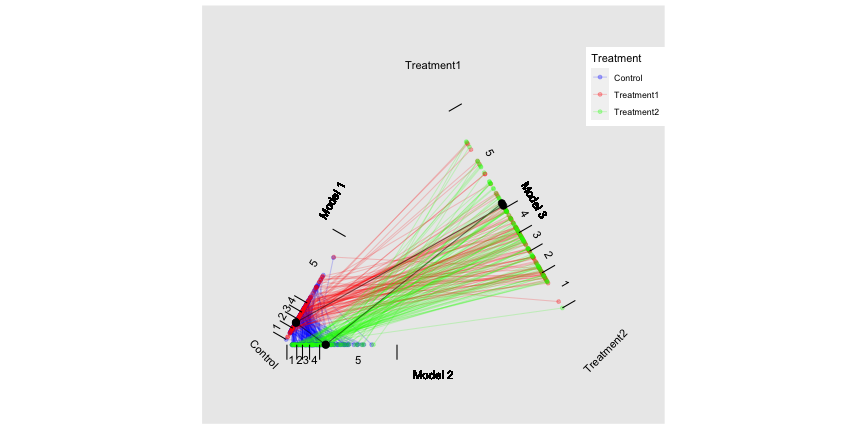 Treatment1
Treatment
Control
Treatment1
Treatment2
5
Model 1
Model 3
4
3
2
1
5
4
3
2
1
Control
1 2 3 4
5
Model 2
Treatment2